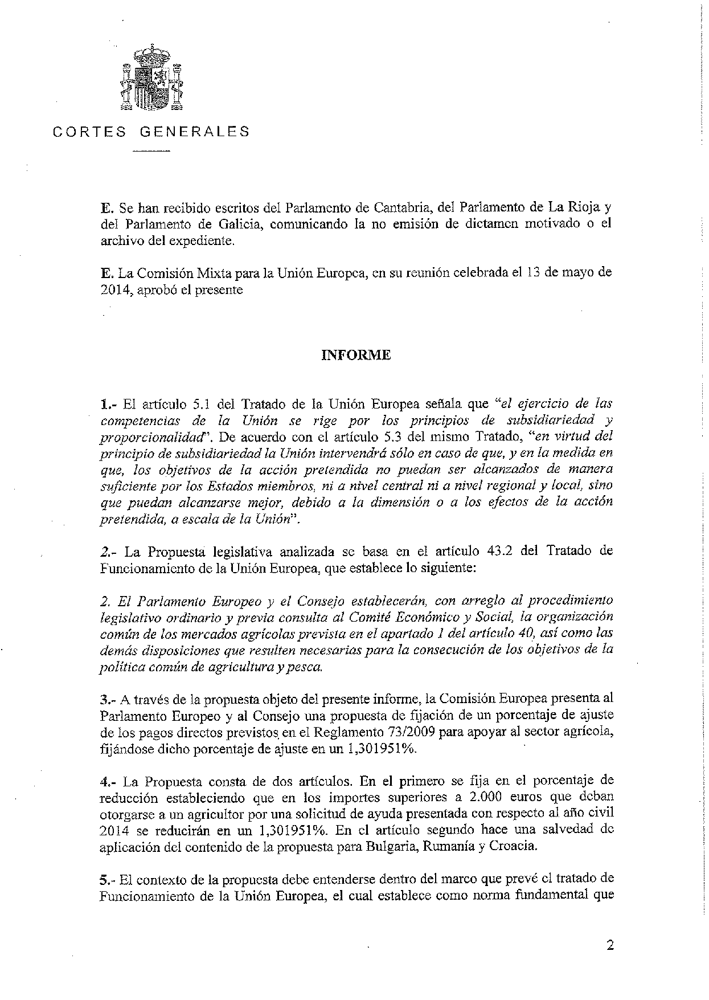 CORTES GENERALES
E. Se han recibido escritos del Parlamento de Cantabria, del Parlamento de La Rioja y
del Parlamento de Galicia, comunicando la no emisión de dictamen motivado o el
archivo del expediente.
E. La Comisión Mixta para la Unión Europea, en su reunión celebrada el 13 de mayo de
2014, aprobó el presente
INFORME
1.- El artículo 5.1 del Tratado de la Unión Europea señala que “el ejercicio de las
competencias de la Unión se rige por los principios de subsidiariedad y
proporcionalidad”. De acuerdo con el artículo 5.3 del mismo Tratado, “en virtud del
principio de subsidiariedad la Unión intervendrá sólo en caso de que, y en la medida en
que, los objetivos de la acción pretendida no puedan ser alcanzados de manera
suficiente por los Estados miembros, ni a nivel central ni a nivel regional y local, sino
que puedan alcanzarse mejor, debido a la dimensión o a los efectos de la acción
pretendida, a escala de la Unión”.
2.- La Propuesta legislativa analizada se basa en el artículo 43.2 del Tratado de
Funcionamiento de la Unión Europea, que establece lo siguiente:
2. El Parlamento Europeo y el Consejo establecerán, con arreglo al procedimiento
legislativo ordinario y previa consulta al Comité Económico y Social, la organización
común de los mercados agrícolas prevista en el apartado 1 del artículo 40, así como las
demás disposiciones que resulten necesarias para la consecución de los objetivos de la
política común de agricultura y pesca.
3.- A través de la propuesta objeto del presente informe, la Comisión Europea presenta al
Parlamento Europeo y al Consejo una propuesta de fijación de un porcentaje de ajuste
de los pagos directos previstos en el Reglamento 73/2009 para apoyar al sector agrícola,
fijándose dicho porcentaje de ajuste en un 1,301951%.
4.- La Propuesta consta de dos artículos. En el primero se fija en el porcentaje de
reducción estableciendo que en los importes superiores a 2.000 euros que deban
otorgarse a un agricultor por una solicitud de ayuda presentada con respecto al año civil
2014 se reducirán en un 1,301951%. En el artículo segundo hace una salvedad de
aplicación del contenido de la propuesta para Bulgaria, Rumanía y Croacia.
5.- El contexto de la propuesta debe entenderse dentro del marco que prevé el tratado de
Funcionamiento de la Unión Europea, el cual establece como norma fundamental que
2